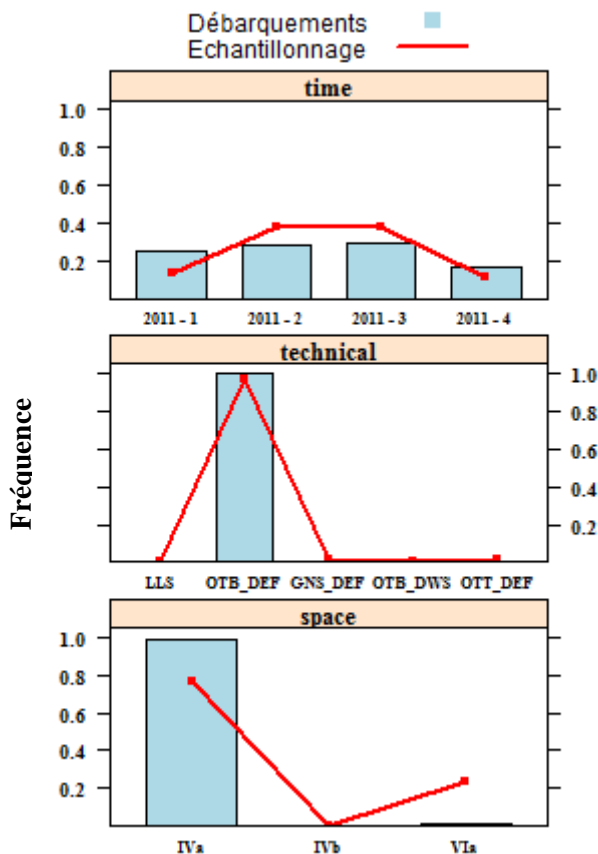 Débarquements
Echantillonnage
time
1.0
0.8
0.6
0.4
0.2
2011 - 1 2011 - 2 2011 - 3 2011 - 4
technical
Fréquence
1.0
0.8
0.6
0.4
0.2
LLS OTB_DEF GNS_DEF OTB_DWS OTT_DEF
space
1.0
0.8
0.6
0.4
0.2
IVa IVb VIa